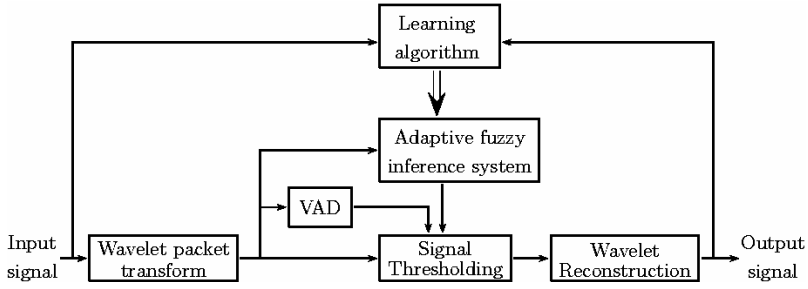 Learning
algorithm
Adaptive fuzzy
inference system
VAD
Input
signal
Wavelet packet
transform
Signal
Thresholding
Wavelet
Reconstruction
Output
signal